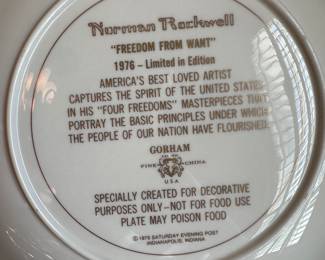 Norman Rockwell
"FREEDOM FROM WANT"
1976 – Limited in Edition
AMERICA'S BEST LOVED ARTIST
CAPTURES THE SPIRIT OF THE UNITED STATES
IN HIS "FOUR FREEDOMS" MASTERPIECES THAT
PORTRAY THE BASIC PRINCIPLES UNDER WHICH
THE PEOPLE OF OUR NATION HAVE FLOURISHED.
GORHAM
FINE CHINA
U.S.A
SPECIALLY CREATED FOR DECORATIVE
PURPOSES ONLY–NOT FOR FOOD USE
PLATE MAY POISON FOOD
© 1976 SATURDAY EVENING POST
INDIANAPOLIS, INDIANA